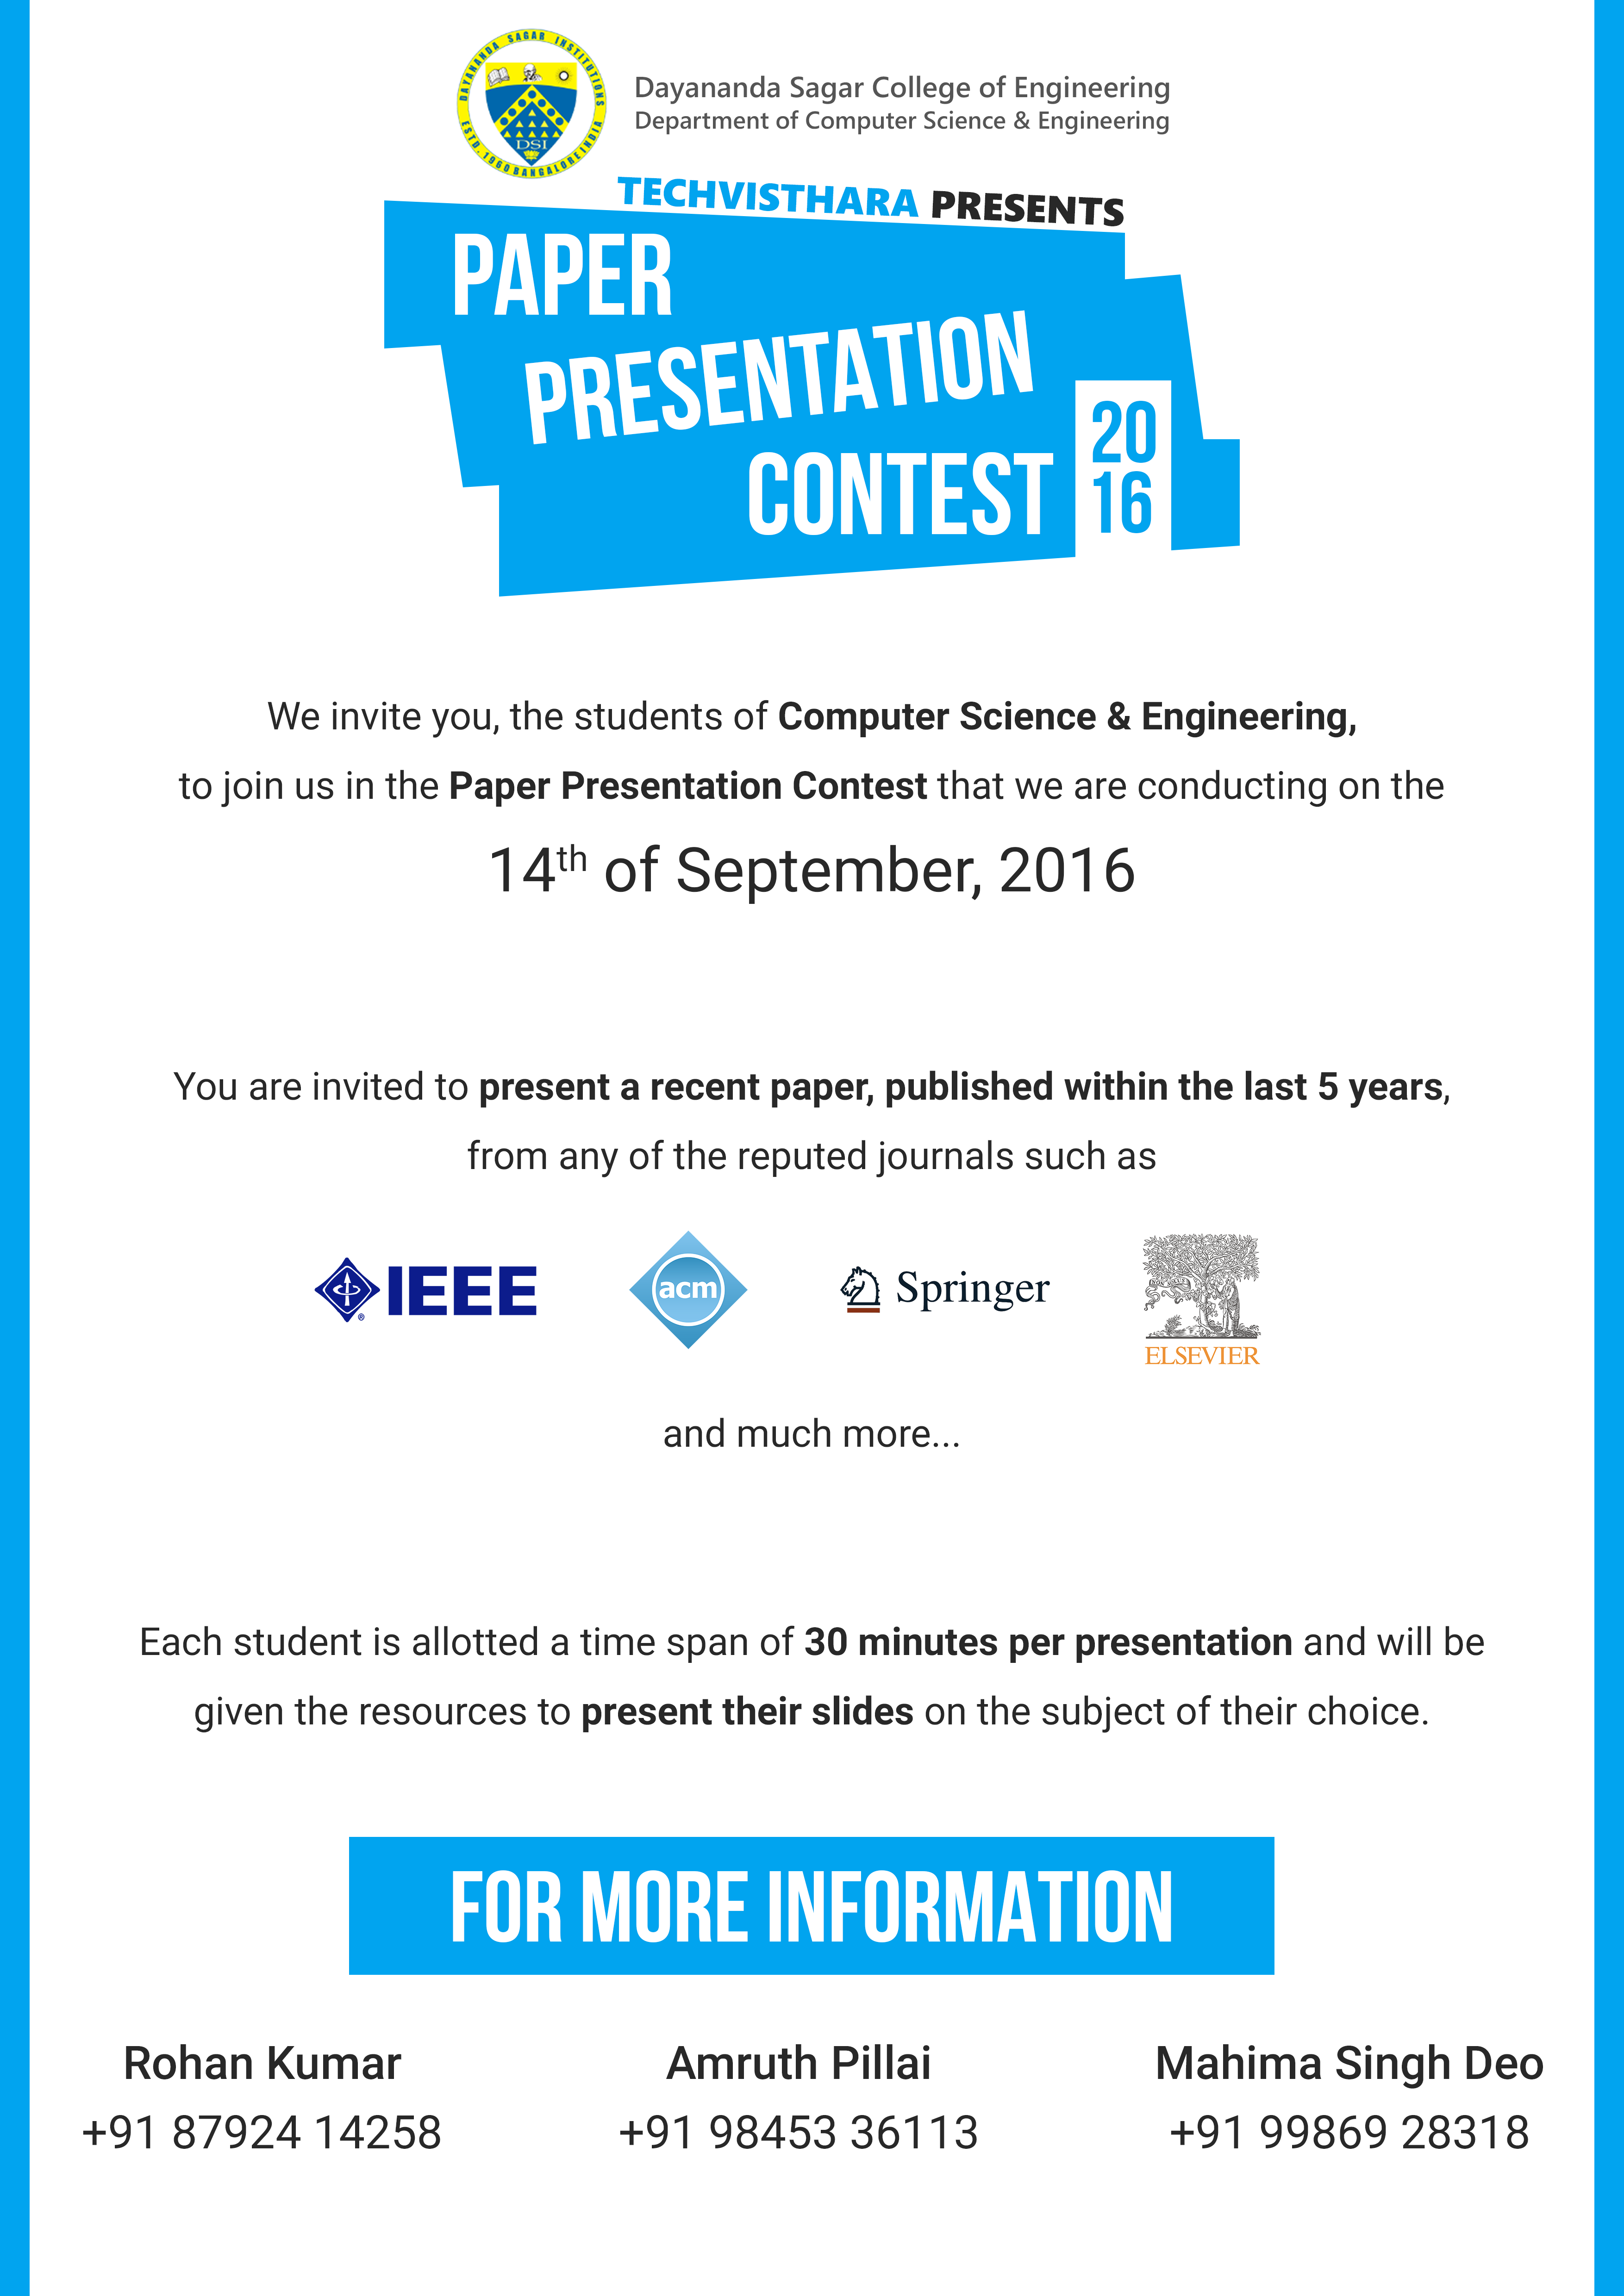 DAYANANDA SAGAR INSTITUTIONS
ESTD. 1960 BANGALORE INDIA
DSI
Dayananda Sagar College of Engineering
Department of Computer Science & Engineering
TECHVISTHARA PRESENTS
PAPER
PRESENTATION
CONTEST
20
16
We invite you, the students of Computer Science & Engineering,
to join us in the Paper Presentation Contest that we are conducting on the
14th of September, 2016
You are invited to present a recent paper, published within the last 5 years,
from any of the reputed journals such as
IEEE ®
acm
Springer
ELSEVIER
and much more...
Each student is allotted a time span of 30 minutes per presentation and will be
given the resources to present their slides on the subject of their choice.
FOR MORE INFORMATION
Rohan Kumar Amruth Pillai Mahima Singh Deo
+91 87924 14258 +91 98453 36113 +91 99869 28318